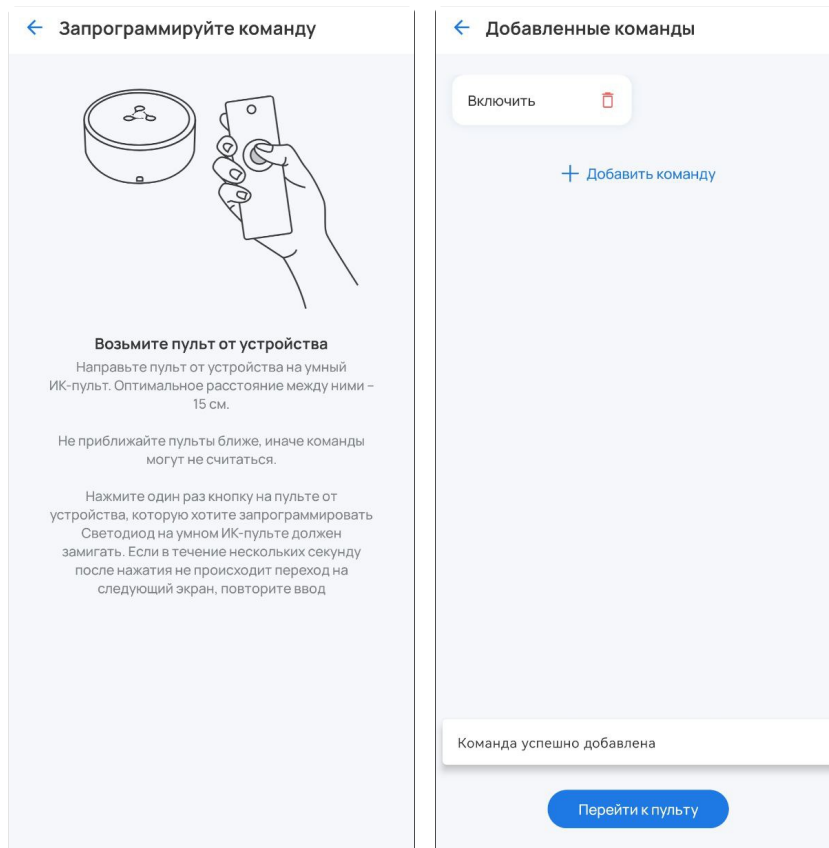 Запрограммируйте команду
Возьмите пульт от устройства
Направьте пульт от устройства на умный
ИК-пульт. Оптимальное расстояние между ними –
15 см.
Не приближайте пульты ближе, иначе команды
могут не считаться.
Нажмите один раз кнопку на пульте от
устройства, которую хотите запрограммировать
Светодиод на умном ИК-пульте должен
замигать. Если в течение нескольких секунду
после нажатия не происходит переход на
следующий экран, повторите ввод
Добавленные команды
Включить
+ Добавить команду
Команда успешно добавлена
Перейти к пульту